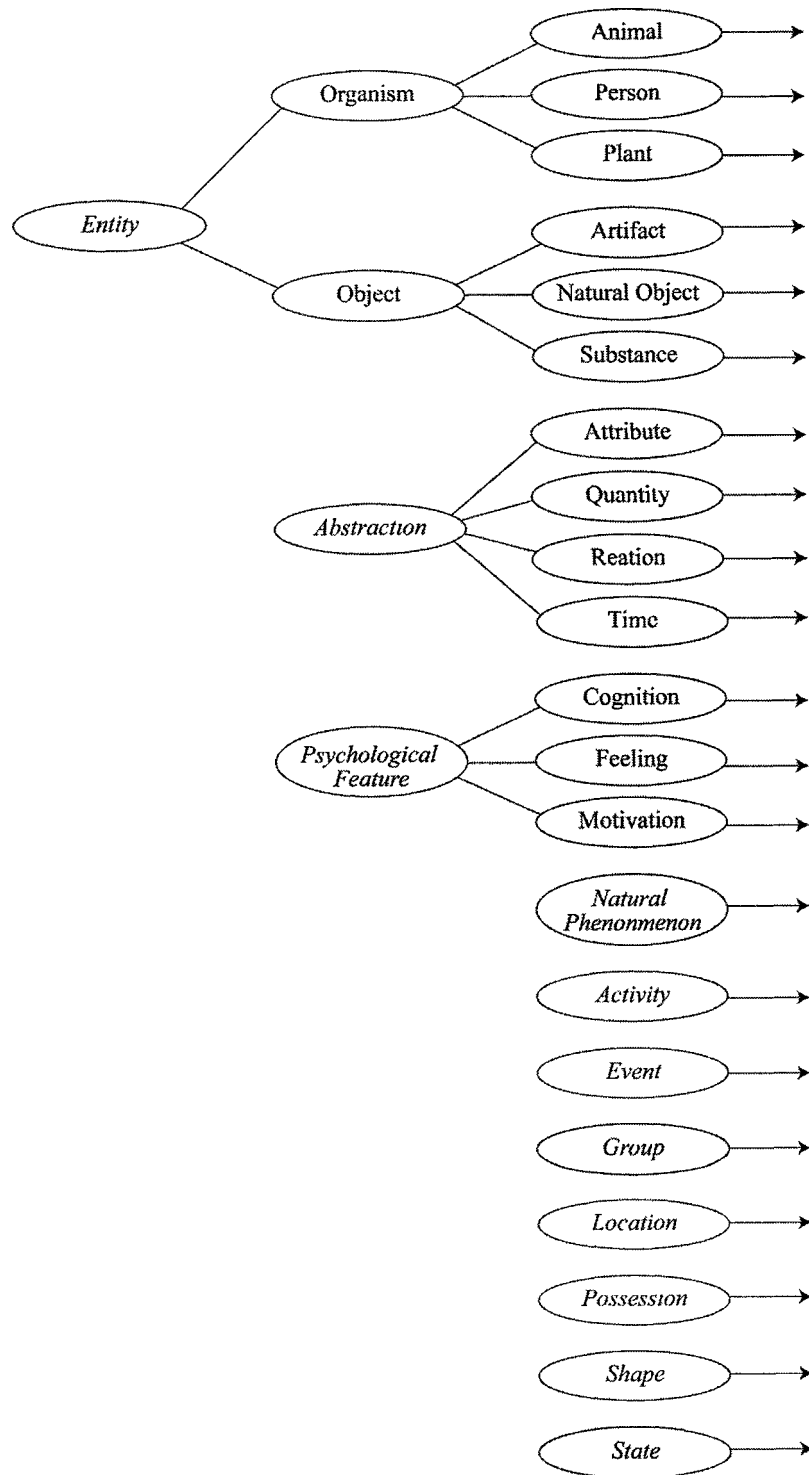 Animal
Organism
Person
Plant
Entity
Artifact
Object
Natural Object
Substance
Attribute
Quantity
Abstraction
Reation
Time
Cognition
Psychological
Feature
Feeling
Motivation
Natural
Phenonmenon
Activity
Event
Group
Location
Possession
Shape
State